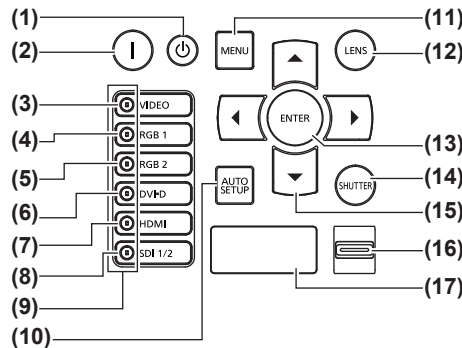 (1)
(2)
(3) VIDEO
(4) RGB 1
(5) RGB 2
(6) DVI-D
(7) HDMI
(8) SDI 1/2
(9)
(10)
MENU
LENS
ENTER
AUTO
SETUP
SHUTTER
(11)
(12)
(13)
(14)
(15)
(16)
(17)